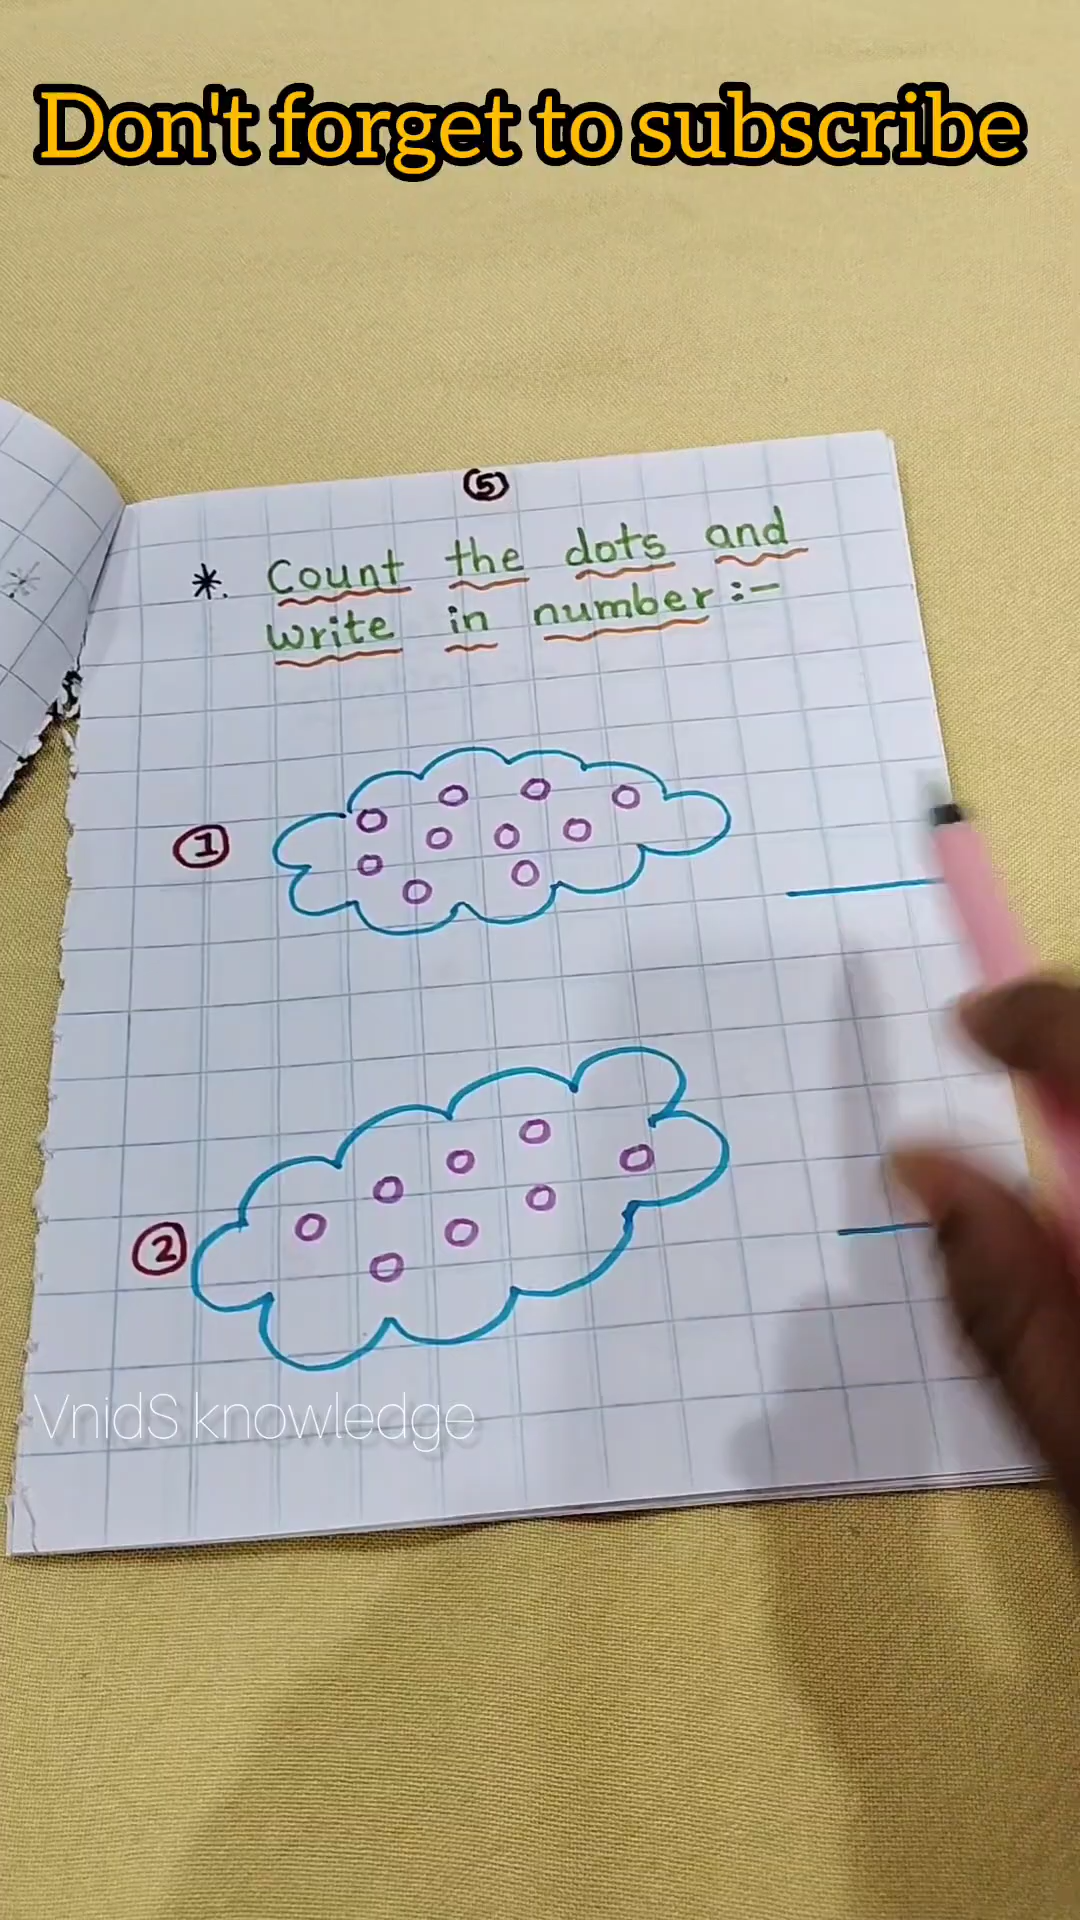 Don't forget to subscribe
5
*. Count the dots and
write in number:-
1
2
VnidS knowledge